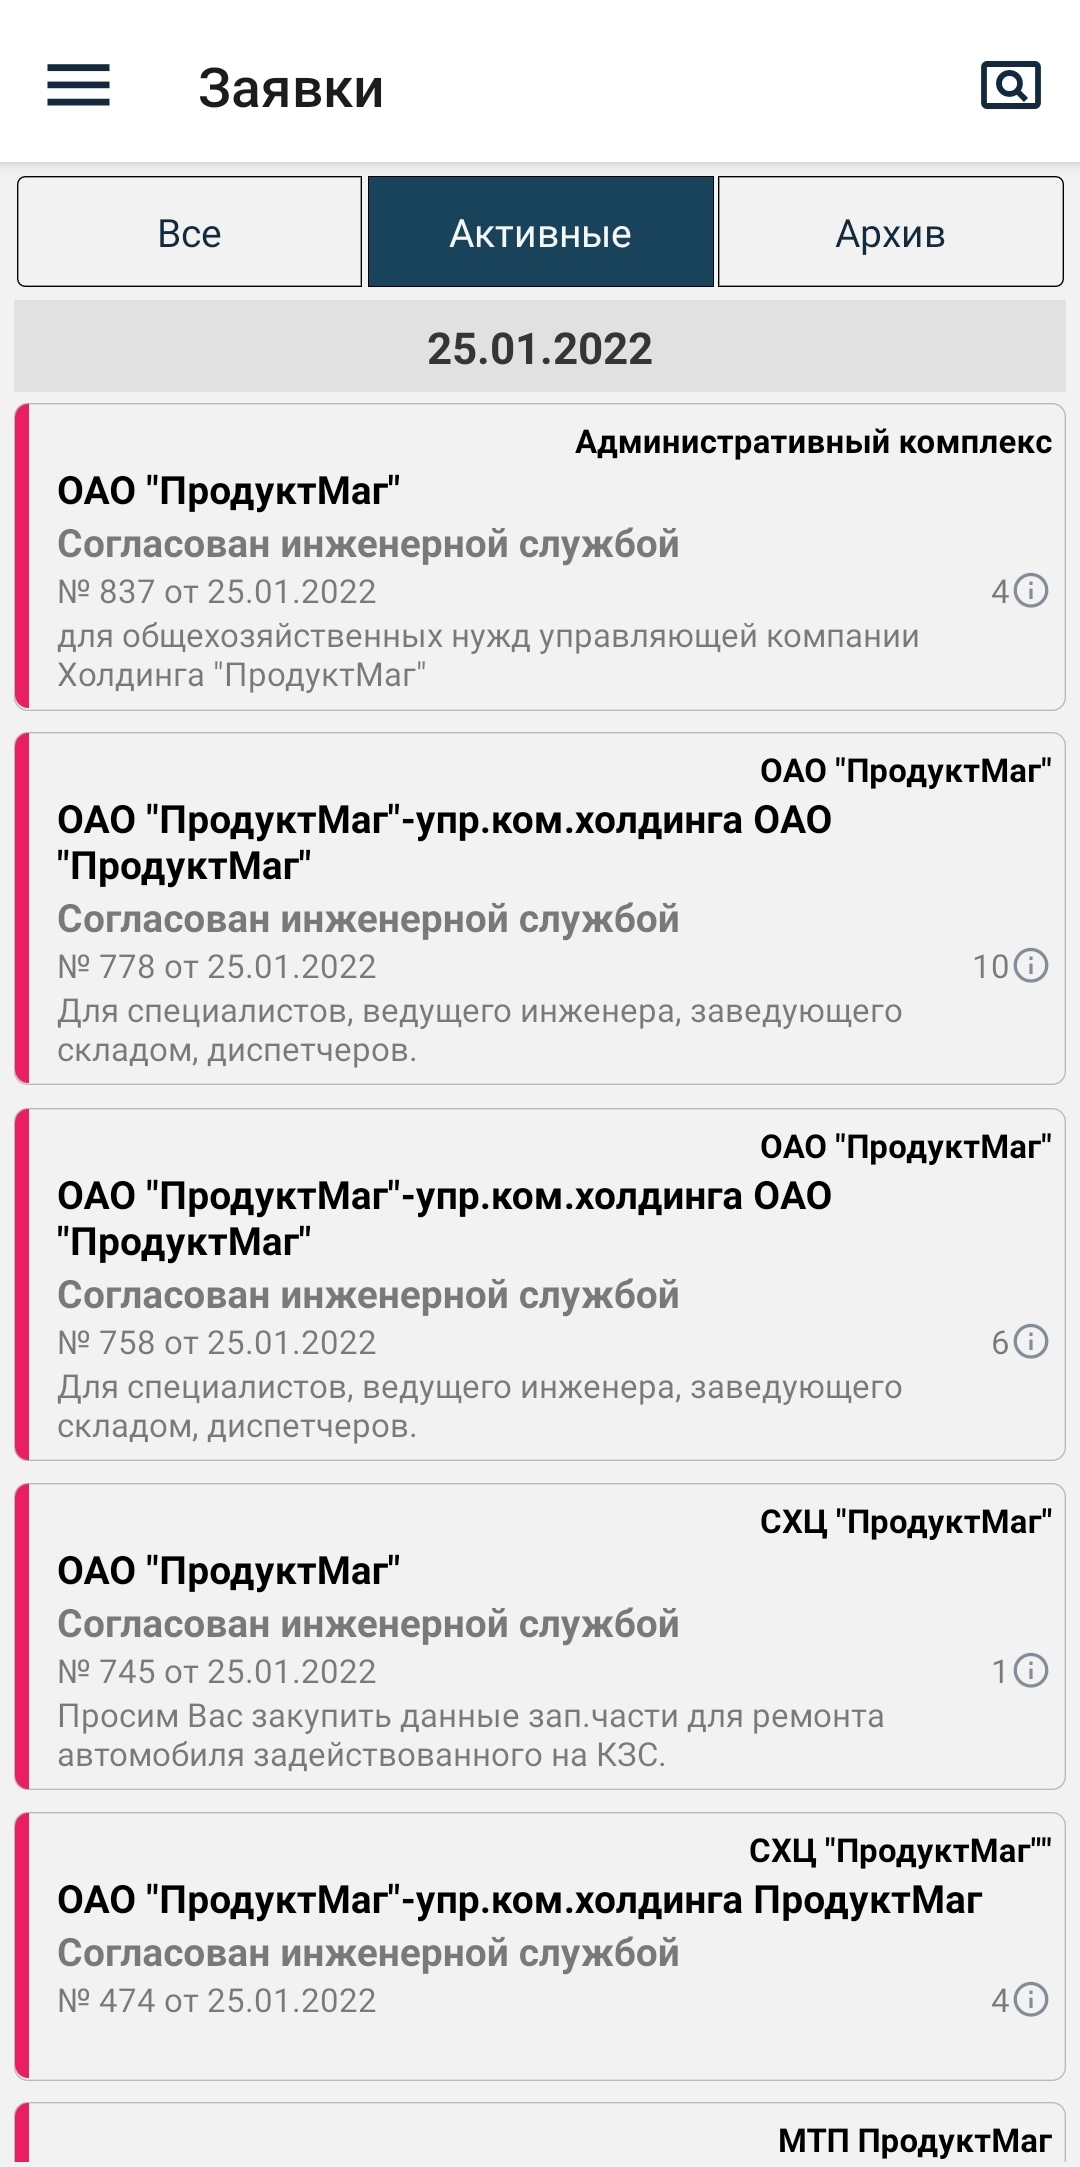 Заявки
Все
Активные
Архив
25.01.2022
Административный комплекс
ОАО "ПродуктМаг"
Согласован инженерной службой
№ 837 от 25.01.2022
4
для общехозяйственных нужд управляющей компании
Холдинга "ПродуктМаг"
ОАО "ПродуктМаг"
ОАО "ПродуктМаг"-упр.ком.холдинга ОАО
"ПродуктМаг"
Согласован инженерной службой
№ 778 от 25.01.2022
10
Для специалистов, ведущего инженера, заведующего
складом, диспетчеров.
ОАО "ПродуктМаг"
ОАО "ПродуктМаг"-упр.ком.холдинга ОАО
"ПродуктМаг"
Согласован инженерной службой
№ 758 от 25.01.2022
6
Для специалистов, ведущего инженера, заведующего
складом, диспетчеров.
СХЦ "ПродуктМаг"
ОАО "ПродуктМаг"
Согласован инженерной службой
№ 745 от 25.01.2022
1
Просим Вас закупить данные зап.части для ремонта
автомобиля задействованного на КЗС.
СХЦ "ПродуктМаг""
ОАО "ПродуктМаг"-упр.ком.холдинга ПродуктМаг
Согласован инженерной службой
№ 474 от 25.01.2022
4
МТП ПродуктМаг